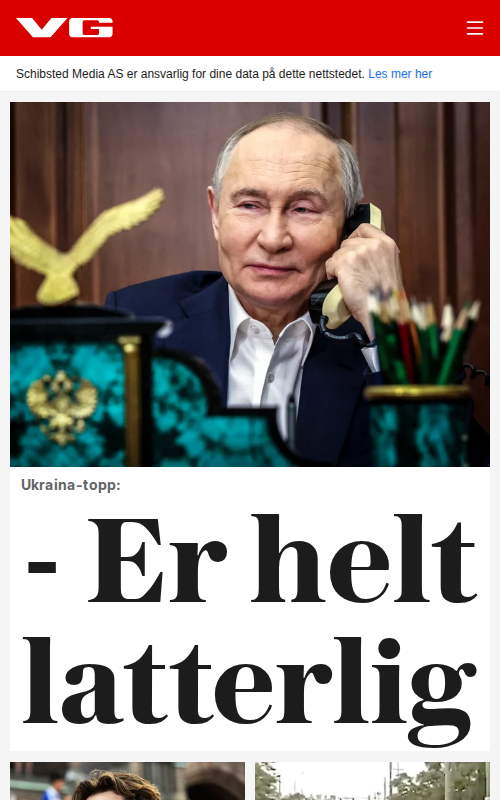 VG
Schibsted Media AS er ansvarlig for dine data på dette nettstedet. Les mer her
Ukraina-topp:
- Er helt
latterlig